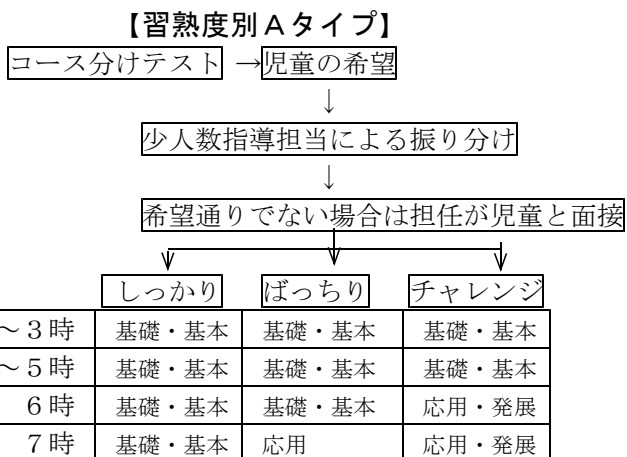 【習熟度別Aタイプ】
コース分けテスト →児童の希望
↓
少人数指導担当による振り分け
↓
希望通りでない場合は担任が児童と面接
しっかり ばっちり チャレンジ
～3時 基礎・基本 基礎・基本 基礎・基本
～5時 基礎・基本 基礎・基本 基礎・基本
6時 基礎・基本 基礎・基本 応用・発展
7時 基礎・基本 応用 応用・発展